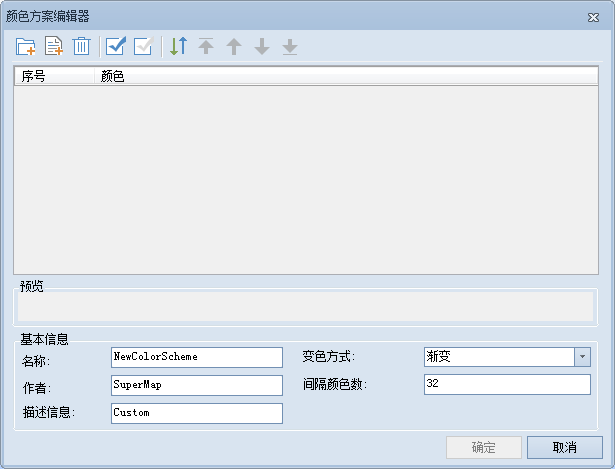 颜色方案编辑器
序号 颜色
预览
基本信息
名称: NewColorScheme 变色方式: 渐变
作者: SuperMap 间隔颜色数: 32
描述信息: Custom
确定 取消